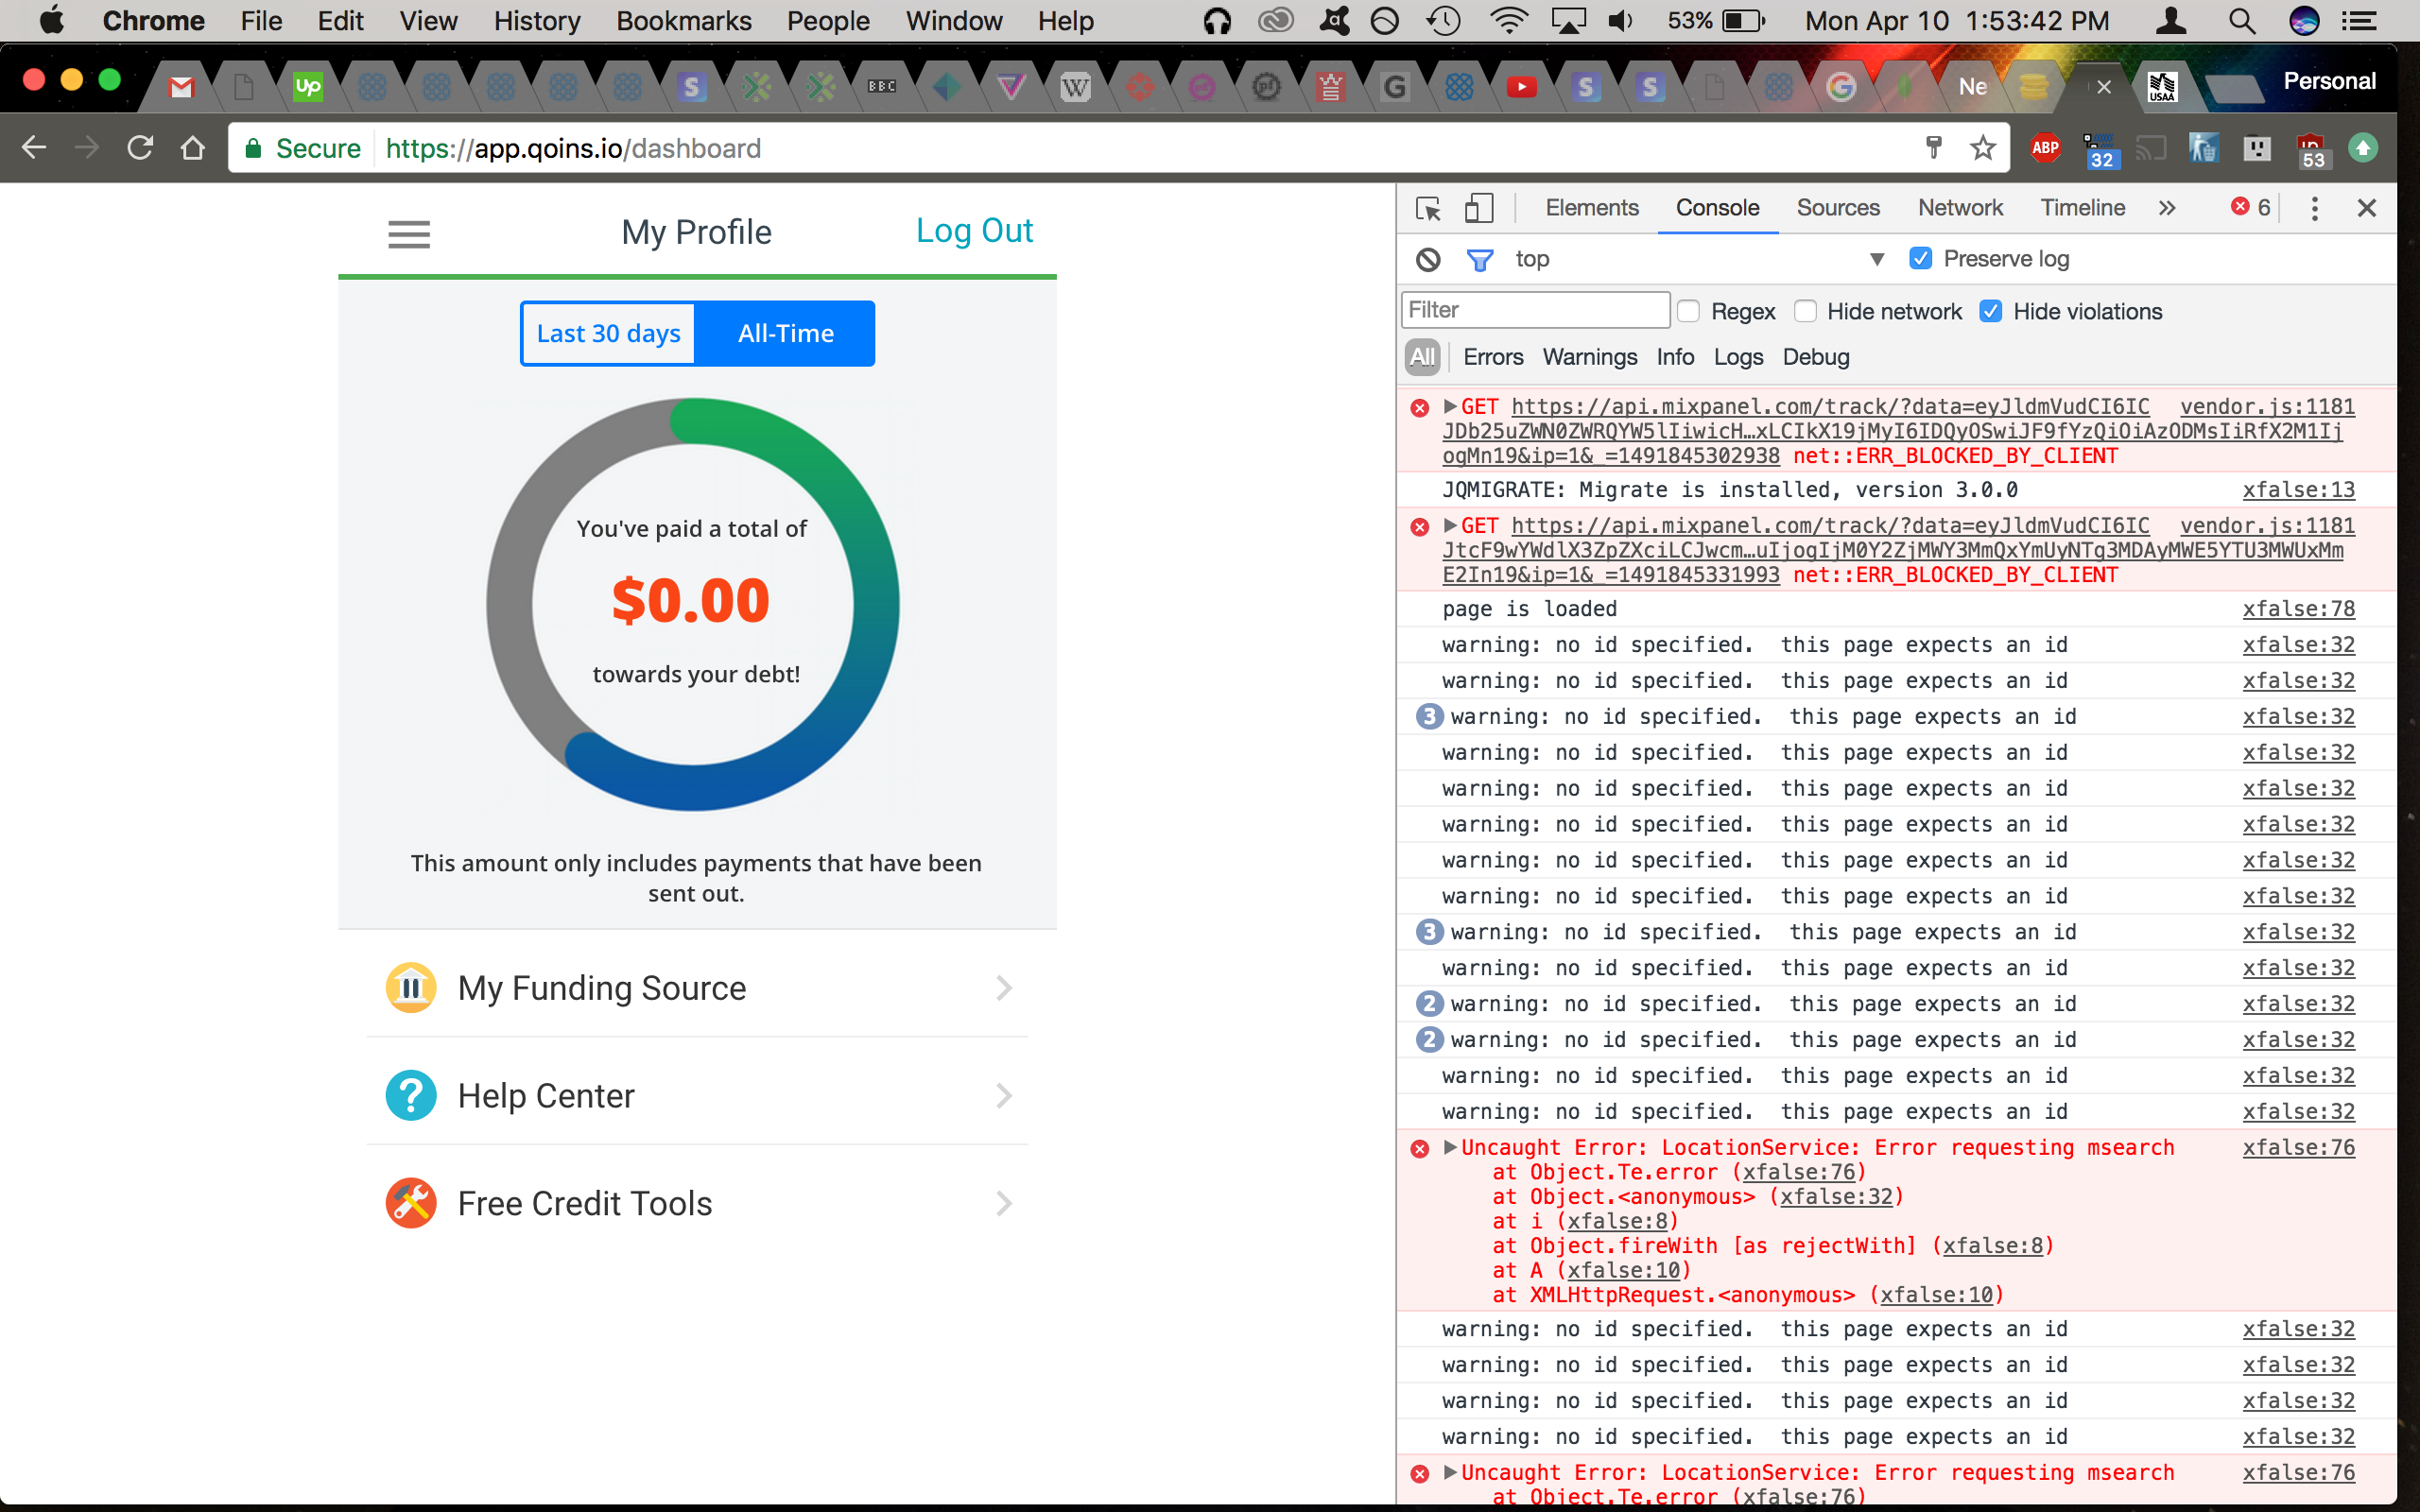 Chrome File Edit View History Bookmarks People Window Help 53% Mon Apr 10 1:53:42 PM
Up S BBC W pf G S S G Ne USAA Personal
Secure https://app.qoins.io/dashboard ABP 32 53
My Profile Log Out
Last 30 days All-Time
You've paid a total of
$0.00
towards your debt!
This amount only includes payments that have been
sent out.
My Funding Source
Help Center
Free Credit Tools
Elements Console Sources Network Timeline 6
top Preserve log
Filter Regex Hide network Hide violations
All Errors Warnings Info Logs Debug
GET https://api.mixpanel.com/track/?data=eyJldmVudCI6IC vendor.js:1181
JDb25uZWN0ZWRQYW5lIiwicH…xLCIkX19jMyI6IDQyOSwiJF9fYzQiOiAzODMsIiRfX2M1Ij
ogMn19&ip=1&_=1491845302938 net::ERR_BLOCKED_BY_CLIENT
JQMIGRATE: Migrate is installed, version 3.0.0 xfalse:13
GET https://api.mixpanel.com/track/?data=eyJldmVudCI6IC vendor.js:1181
JtcF9wYWdlX3ZpZXciLCJwcm…uIjogIjM0Y2ZjMWY3MmQxYmUyNTg3MDAyMWE5YTU3MWUxMm
E2In19&ip=1&_=1491845331993 net::ERR_BLOCKED_BY_CLIENT
page is loaded xfalse:78
warning: no id specified. this page expects an id xfalse:32
warning: no id specified. this page expects an id xfalse:32
3 warning: no id specified. this page expects an id xfalse:32
warning: no id specified. this page expects an id xfalse:32
warning: no id specified. this page expects an id xfalse:32
warning: no id specified. this page expects an id xfalse:32
warning: no id specified. this page expects an id xfalse:32
warning: no id specified. this page expects an id xfalse:32
3 warning: no id specified. this page expects an id xfalse:32
warning: no id specified. this page expects an id xfalse:32
2 warning: no id specified. this page expects an id xfalse:32
2 warning: no id specified. this page expects an id xfalse:32
warning: no id specified. this page expects an id xfalse:32
warning: no id specified. this page expects an id xfalse:32
Uncaught Error: LocationService: Error requesting msearch xfalse:76
at Object.Te.error (xfalse:76)
at Object.<anonymous> (xfalse:32)
at i (xfalse:8)
at Object.fireWith [as rejectWith] (xfalse:8)
at A (xfalse:10)
at XMLHttpRequest.<anonymous> (xfalse:10)
warning: no id specified. this page expects an id xfalse:32
warning: no id specified. this page expects an id xfalse:32
warning: no id specified. this page expects an id xfalse:32
warning: no id specified. this page expects an id xfalse:32
Uncaught Error: LocationService: Error requesting msearch xfalse:76
at Object.Te.error (xfalse:76)